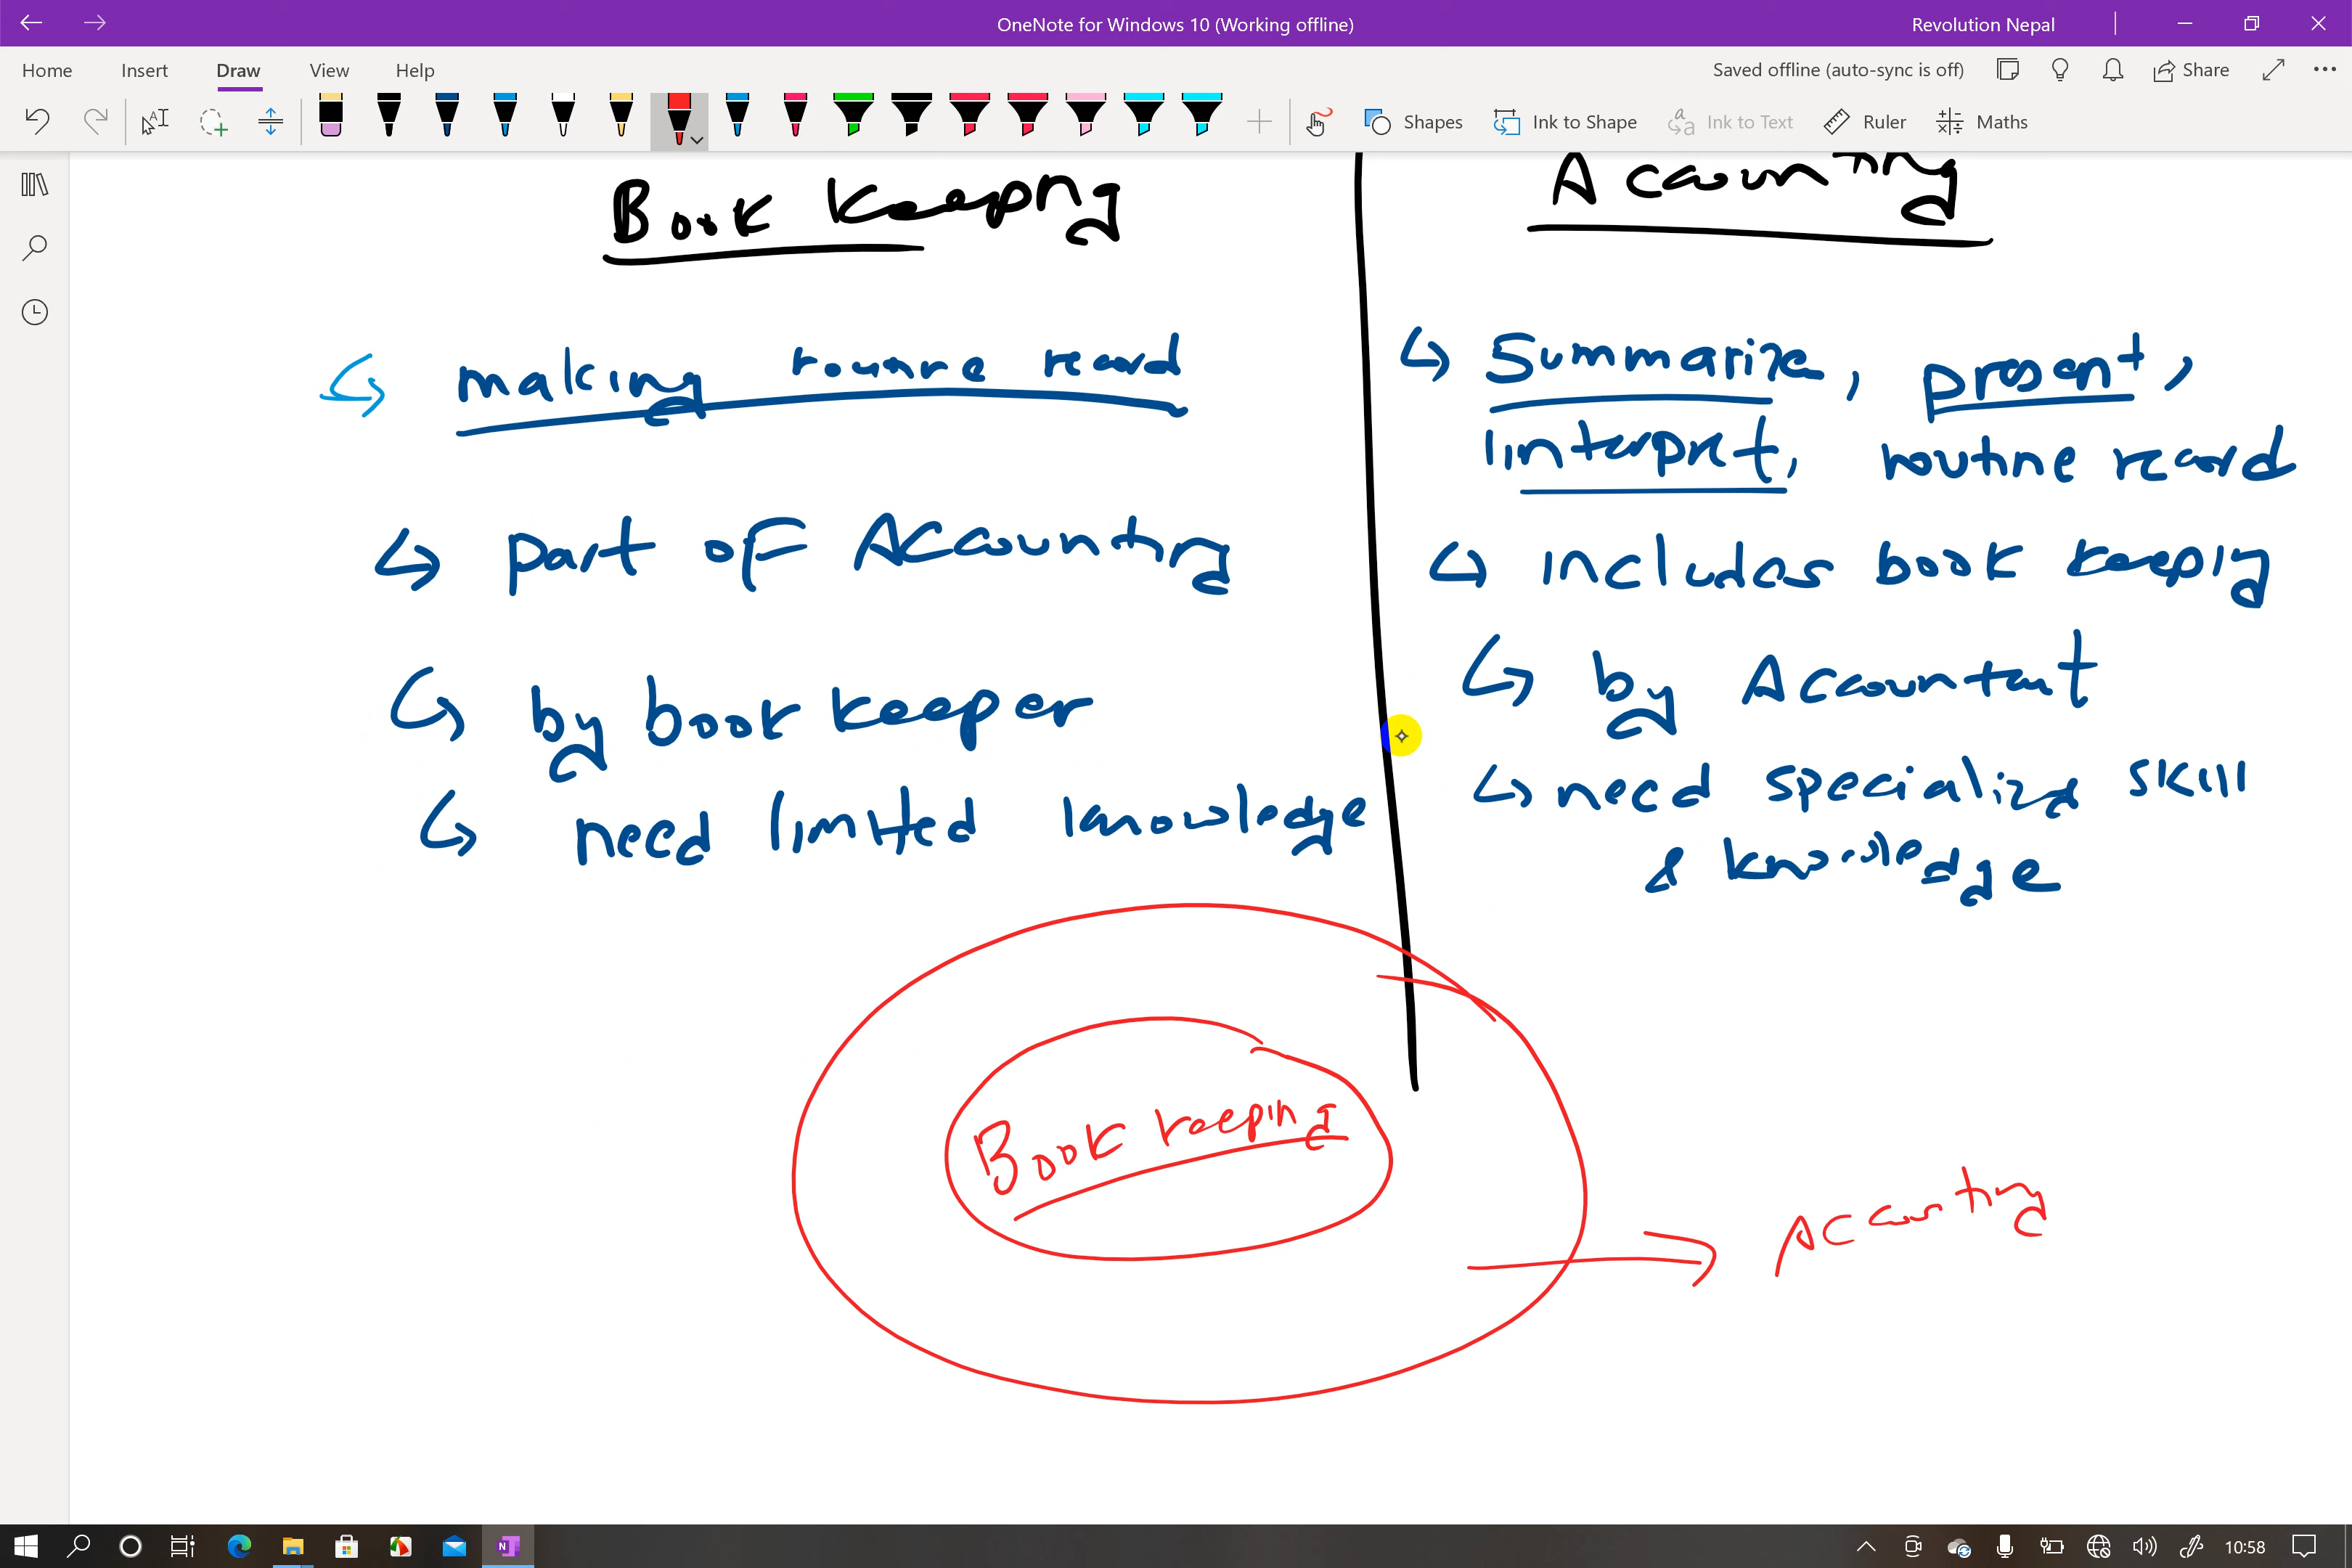 OneNote for Windows 10 (Working offline)
Revolution Nepal
Home Insert Draw View Help
Saved offline (auto-sync is off) Share
Shapes Ink to Shape Ink to Text Ruler Maths
Book Keeping
Accounting
making routine record
Summarize, present,
interpret, routine record
part of Accounting
includes book keeping
by book keeper
by Accountant
need limited knowledge
need specialized skill
& knowledge
Book keeping
Accounting
10:58